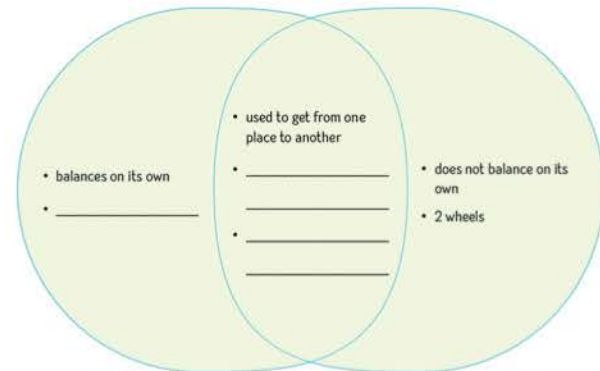 • balances on its own
• used to get from one
place to another
• does not balance on its
own
• 2 wheels